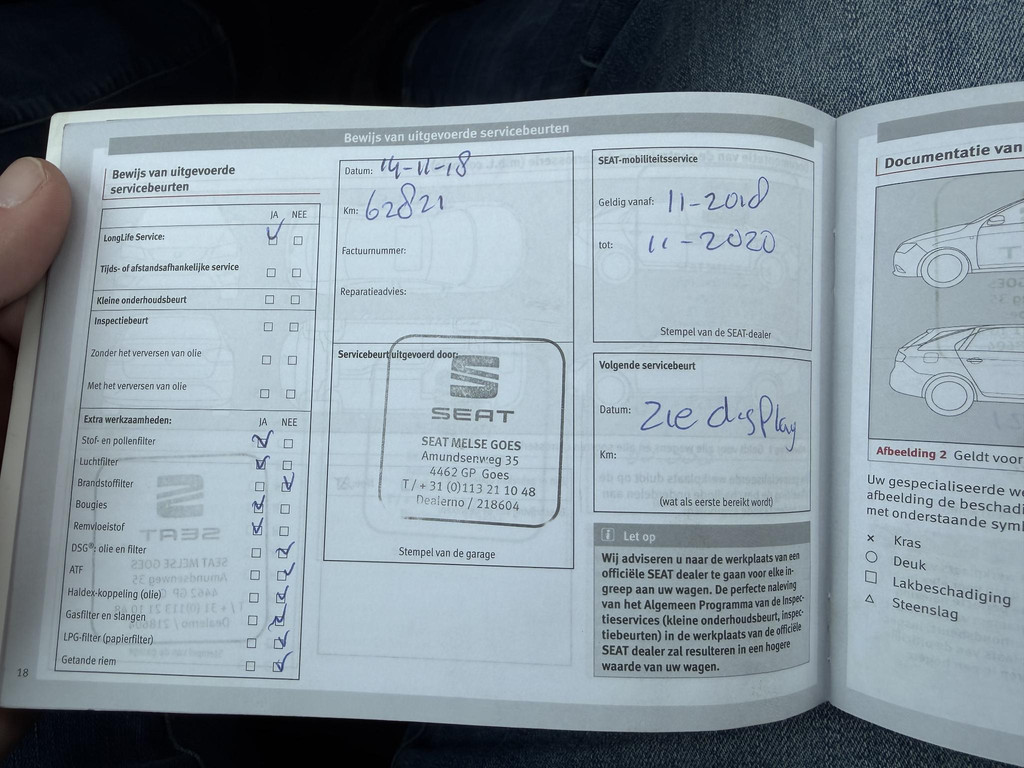 Bewijs van uitgevoerde servicebeurten
Bewijs van uitgevoerde
servicebeurten
JA NEE
LongLife Service:
Tijds- of afstandsafhankelijke service
Kleine onderhoudsbeurt
Inspectiebeurt
Zonder het verversen van olie
Met het verversen van olie
Extra werkzaamheden: JA NEE
Stof- en pollenfilter
Luchtfilter
Brandstoffilter
Bougies
Remvloeistof
DSG®: olie en filter
ATF
Haldex-koppeling (olie)
Gasfilter en slangen
LPG-filter (papierfilter)
Getande riem
18
Datum: 14-11-18
Km: 62821
Factuurnummer:
Reparatieadvies:
Servicebeurt uitgevoerd door:
SEAT
SEAT MELSE GOES
Amundsenweg 35
4462 GP Goes
T / + 31 (0)113 21 10 48
Dealerno / 218604
Stempel van de garage
SEAT-mobiliteitsservice
Geldig vanaf: 11-2018
tot: 11-2020
Stempel van de SEAT-dealer
Volgende servicebeurt
Datum: zie display
Km:
(wat als eerste bereikt wordt)
Let op
Wij adviseren u naar de werkplaats van een
officiële SEAT dealer te gaan voor elke in-
greep aan uw wagen. De perfecte naleving
van het Algemeen Programma van de Inspec-
tieservices (kleine onderhoudsbeurt, inspec-
tiebeurten) in de werkplaats van de officiële
SEAT dealer zal resulteren in een hogere
waarde van uw wagen.
Documentatie van
Afbeelding 2 Geldt voor
Uw gespecialiseerde we
afbeelding de beschadi
met onderstaande symb
× Kras
○ Deuk
□ Lakbeschadiging
△ Steenslag